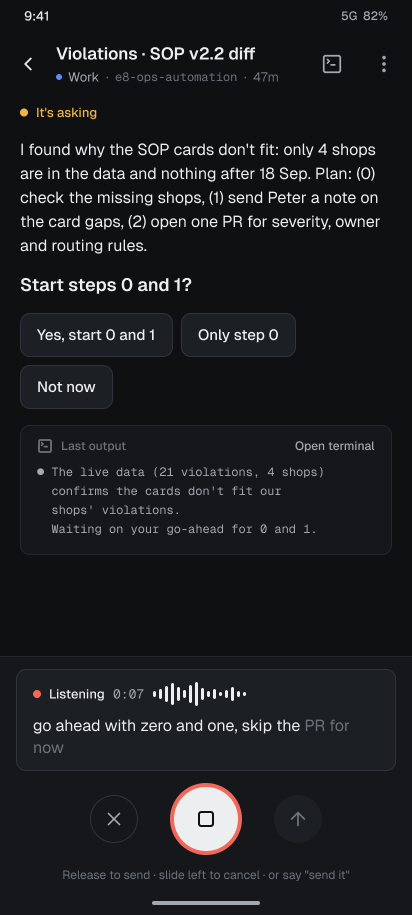 9:41
5G 82%
Violations · SOP v2.2 diff
Work · e8-ops-automation · 47m
It's asking
I found why the SOP cards don't fit: only 4 shops
are in the data and nothing after 18 Sep. Plan: (0)
check the missing shops, (1) send Peter a note on
the card gaps, (2) open one PR for severity, owner
and routing rules.
Start steps 0 and 1?
Yes, start 0 and 1
Only step 0
Not now
Last output
Open terminal
The live data (21 violations, 4 shops)
confirms the cards don't fit our
shops' violations.
Waiting on your go-ahead for 0 and 1.
Listening 0:07
go ahead with zero and one, skip the PR for
now
Release to send · slide left to cancel · or say "send it"